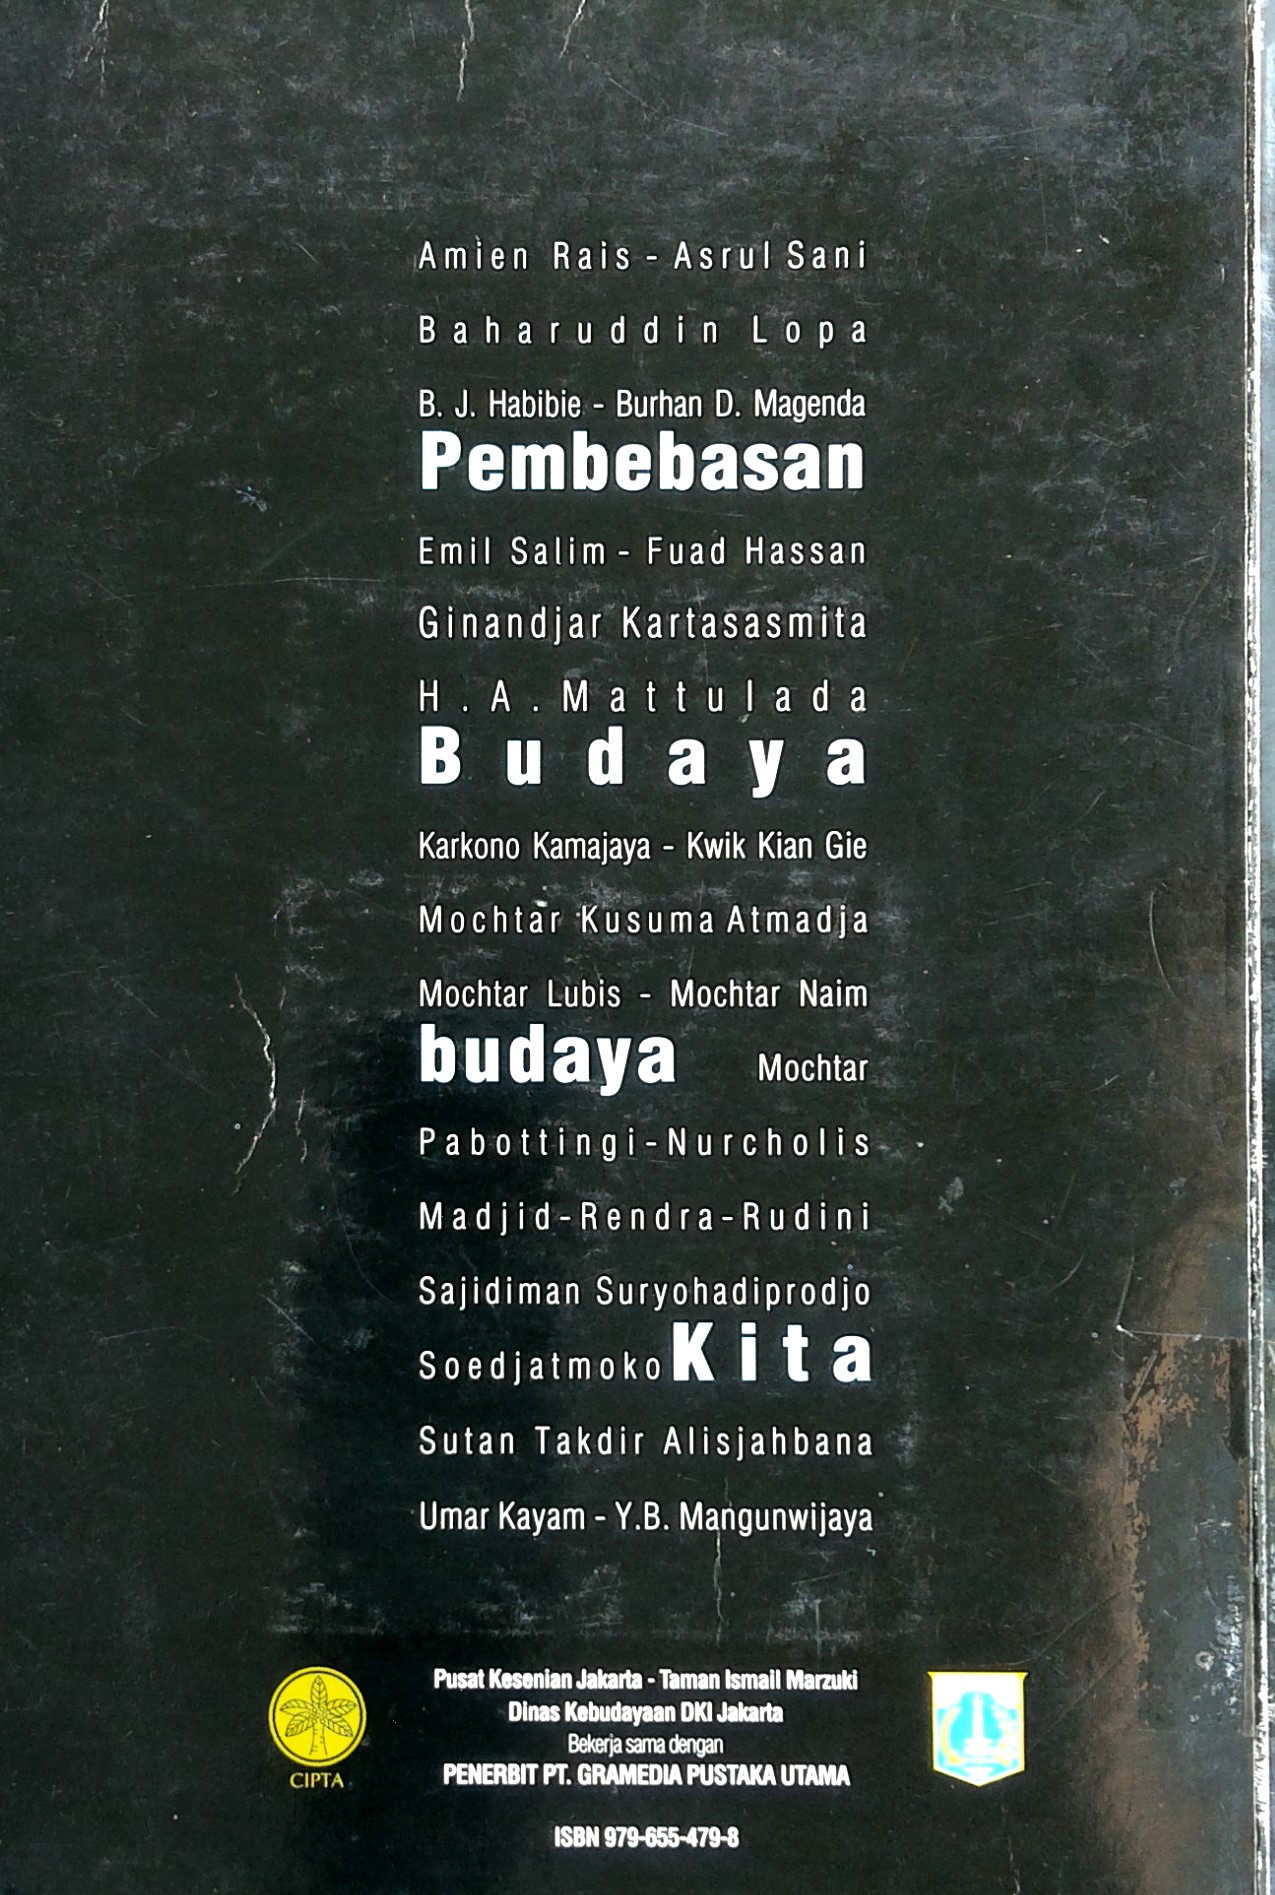 Amien Rais - Asrul Sani
Baharuddin Lopa
B. J. Habibie - Burhan D. Magenda
Pembebasan
Emil Salim - Fuad Hassan
Ginandjar Kartasasmita
H.A.Mattulada
Budaya
Karkono Kamajaya - Kwik Kian Gie
Mochtar Kusuma Atmadja
Mochtar Lubis - Mochtar Naim
budaya Mochtar
Pabottingi-Nurcholis
Madjid-Rendra-Rudini
Sajidiman Suryohadiprodjo
Soedjatmoko Kita
Sutan Takdir Alisjahbana
Umar Kayam - Y.B. Mangunwijaya
Pusat Kesenian Jakarta - Taman Ismail Marzuki
Dinas Kebudayaan DKI Jakarta
Bekerja sama dengan
PENERBIT PT. GRAMEDIA PUSTAKA UTAMA
CIPTA
ISBN 979-655-479-8